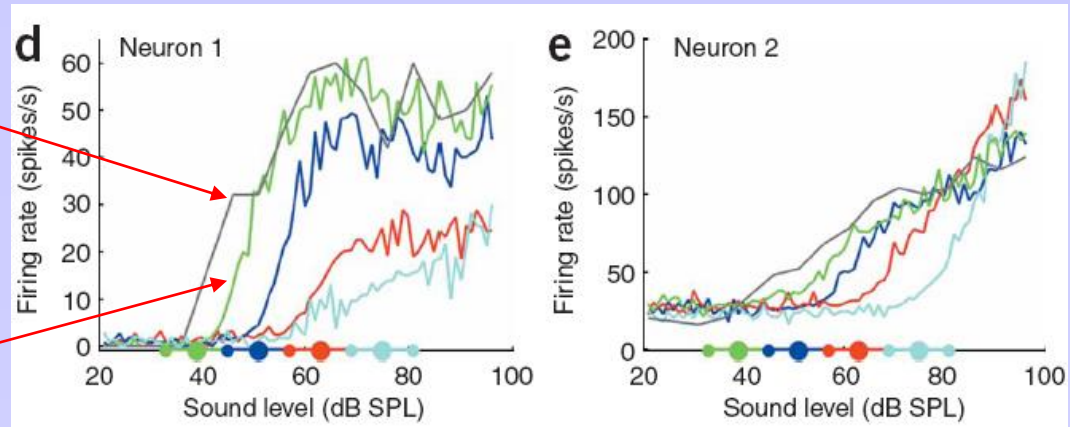 d Neuron 1
60
50
40
30
20
10
0
Firing rate (spikes/s)
20 40 60 80 100
Sound level (dB SPL)
e Neuron 2
200
150
100
50
0
Firing rate (spikes/s)
20 40 60 80 100
Sound level (dB SPL)